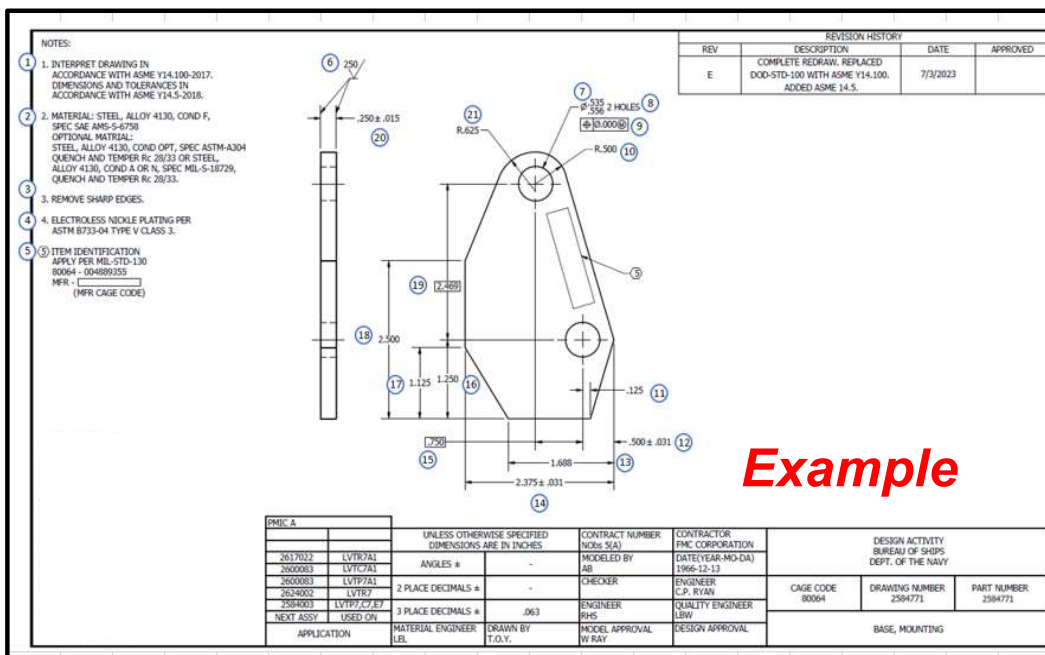 NOTES:
1 1. INTERPRET DRAWING IN
ACCORDANCE WITH ASME Y14.100-2017.
DIMENSIONS AND TOLERANCES IN
ACCORDANCE WITH ASME Y14.5-2018.
2 2. MATERIAL: STEEL, ALLOY 4130, COND F,
SPEC SAE AMS-S-6758
OPTIONAL MATRIAL:
STEEL, ALLOY 4130, COND OPT, SPEC ASTM-A304
QUENCH AND TEMPER Rc 28/33 OR STEEL,
ALLOY 4130, COND A OR N, SPEC MIL-S-18729,
QUENCH AND TEMPER Rc 28/33.
3 3. REMOVE SHARP EDGES.
4 4. ELECTROLESS NICKLE PLATING PER
ASTM B733-04 TYPE V CLASS 3.
5 5 ITEM IDENTIFICATION
APPLY PER MIL-STD-130
80064 - 004889355
MFR -
(MFR CAGE CODE)
REVISION HISTORY
REV DESCRIPTION DATE APPROVED
E COMPLETE REDRAW. REPLACED
DOD-STD-100 WITH ASME Y14.100.
ADDED ASME 14.5.
7/3/2023
6 250
.250 ± .015
20
21
R.625
7
Ø .535 2 HOLES 8
.556
⌖ Ø.000Ⓜ 9
R.500 10
5
19 2.469
18 2.500
17 1.125 1.250 16
.125 11
.750
15
.500 ± .031 12
1.688 13
2.375 ± .031
14
Example
PMIC A
2617022 LVTR7A1
2600083 LVTC7A1
2600083 LVTP7A1
2624002 LVTR7
2584003 LVTP7,C7,E7
NEXT ASSY USED ON
APPLICATION
UNLESS OTHERWISE SPECIFIED
DIMENSIONS ARE IN INCHES
ANGLES ± -
2 PLACE DECIMALS ± -
3 PLACE DECIMALS ± .063
MATERIAL ENGINEER
LEL
DRAWN BY
T.O.Y.
CONTRACT NUMBER
NObs 5(A)
MODELED BY
AB
CHECKER
ENGINEER
RHS
MODEL APPROVAL
W RAY
CONTRACTOR
FMC CORPORATION
DATE(YEAR-MO-DA)
1966-12-13
ENGINEER
C.P. RYAN
QUALITY ENGINEER
LBW
DESIGN APPROVAL
DESIGN ACTIVITY
BUREAU OF SHIPS
DEPT. OF THE NAVY
CAGE CODE
80064
DRAWING NUMBER
2584771
PART NUMBER
2584771
BASE, MOUNTING